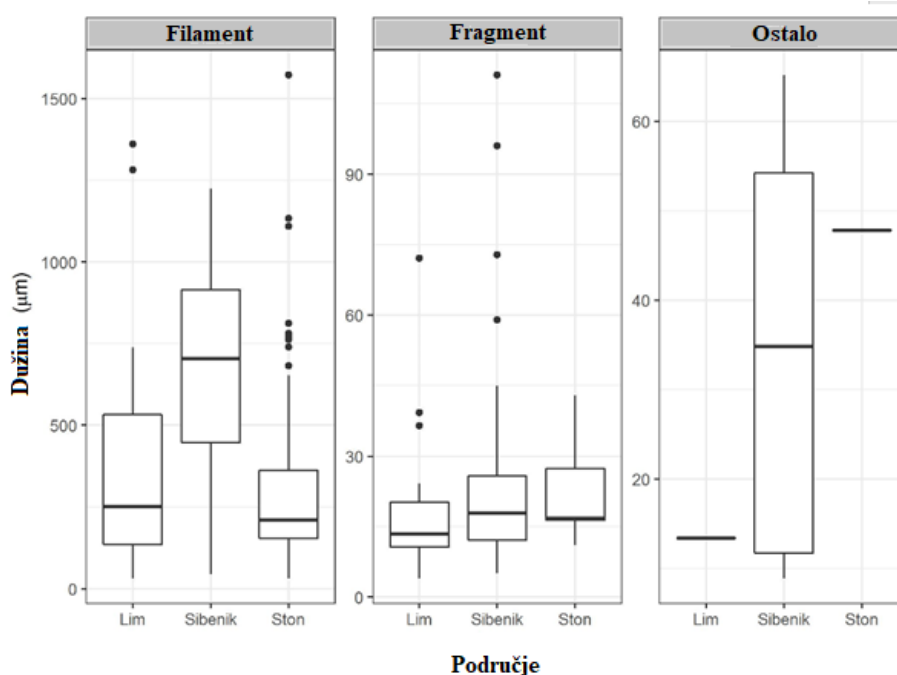 Filament
Fragment
Ostalo
Dužina (μm)
1500
1000
500
0
90
60
30
0
60
40
20
Lim Sibenik Ston
Lim Sibenik Ston
Lim Sibenik Ston
Područje